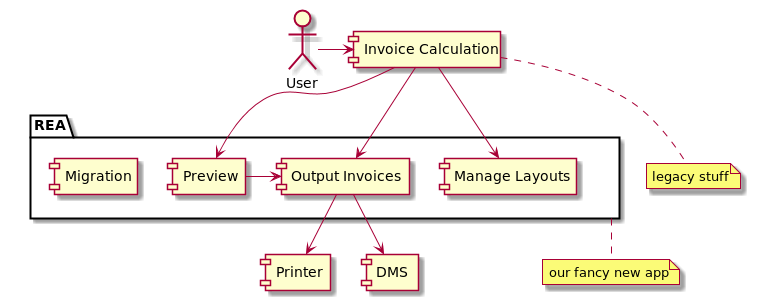 Invoice Calculation
User
REA
Migration
Preview
Output Invoices
Manage Layouts
legacy stuff
Printer
DMS
our fancy new app